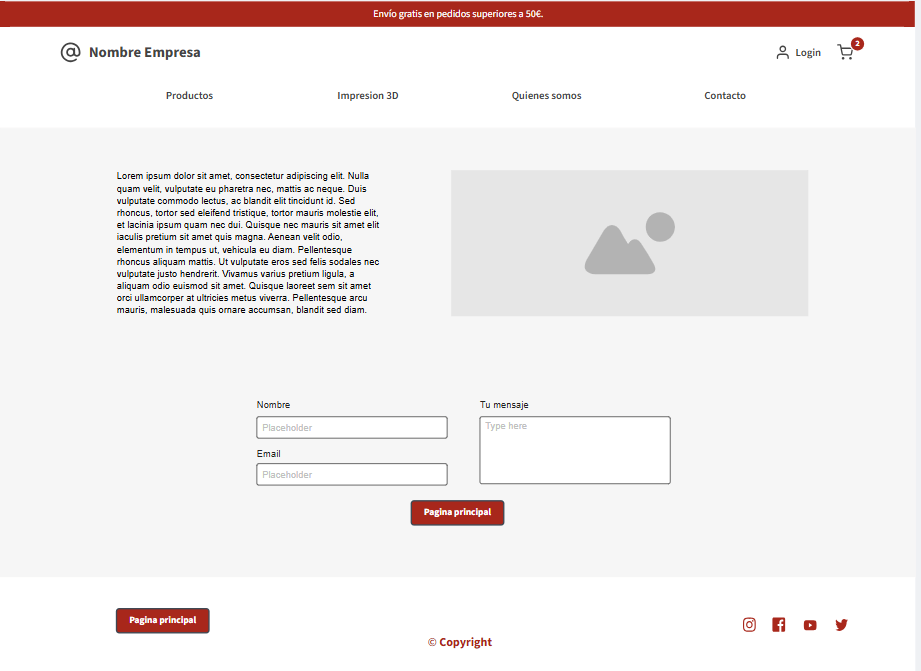 Envío gratis en pedidos superiores a 50€.
@ Nombre Empresa
Login
2
Productos
Impresion 3D
Quienes somos
Contacto
Lorem ipsum dolor sit amet, consectetur adipiscing elit. Nulla
quam velit, vulputate eu pharetra nec, mattis ac neque. Duis
vulputate commodo lectus, ac blandit elit tincidunt id. Sed
rhoncus, tortor sed eleifend tristique, tortor mauris molestie elit,
et lacinia ipsum quam nec dui. Quisque nec mauris sit amet elit
iaculis pretium sit amet quis magna. Aenean velit odio,
elementum in tempus ut, vehicula eu diam. Pellentesque
rhoncus aliquam mattis. Ut vulputate eros sed felis sodales nec
vulputate justo hendrerit. Vivamus varius pretium ligula, a
aliquam odio euismod sit amet. Quisque laoreet sem sit amet
orci ullamcorper at ultricies metus viverra. Pellentesque arcu
mauris, malesuada quis ornare accumsan, blandit sed diam.
Nombre
Placeholder
Email
Placeholder
Tu mensaje
Type here
Pagina principal
Pagina principal
© Copyright